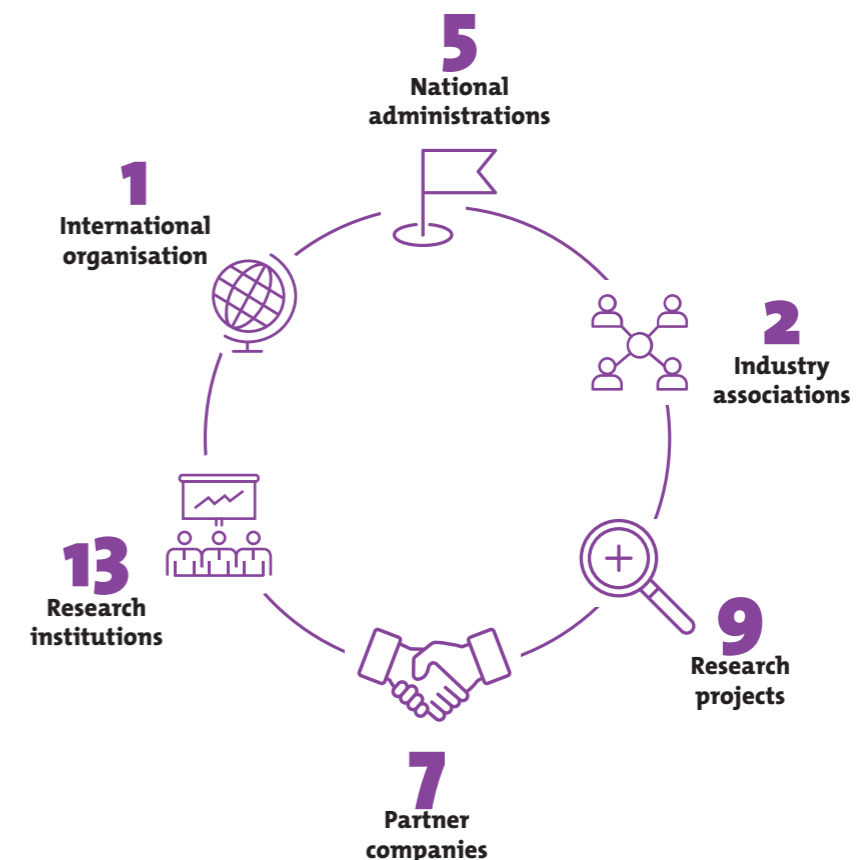 5
National
administrations
1
International
organisation
2
Industry
associations
13
Research
institutions
9
Research
projects
7
Partner
companies